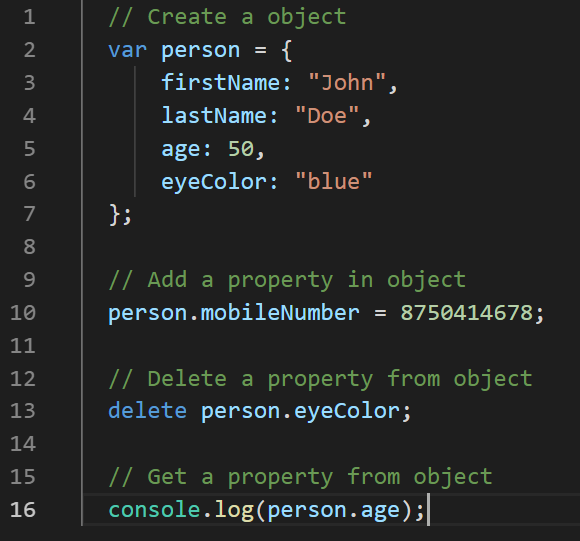 1 // Create a object
2 var person = {
3 firstName: "John",
4 lastName: "Doe",
5 age: 50,
6 eyeColor: "blue"
7 };
8
9 // Add a property in object
10 person.mobileNumber = 8750414678;
11
12 // Delete a property from object
13 delete person.eyeColor;
14
15 // Get a property from object
16 console.log(person.age);